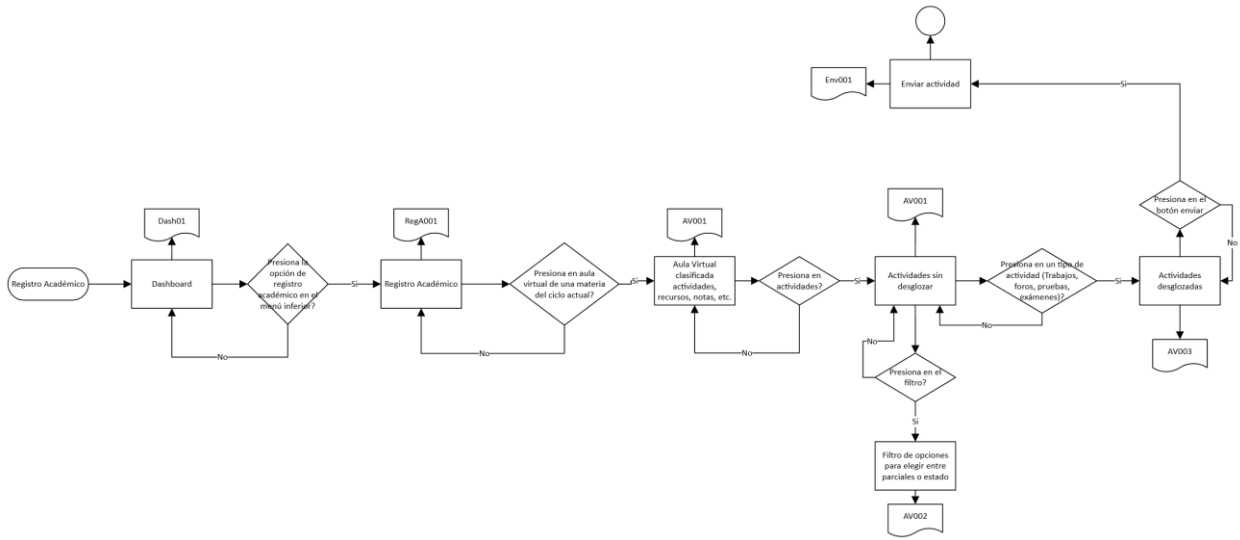 Env001
Enviar actividad
Si
Dash01
RegA001
AV001
AV001
Presiona en el
botón enviar
No
Registro Académico
Dashboard
Presiona la
opción de
registro
académico en el
menú inferior?
Si
Registro Académico
Presiona en aula
virtual de una materia
del ciclo actual?
Si
Aula Virtual
clasificada
actividades,
recursos, notas, etc.
Presiona en
actividades?
Si
Actividades sin
desglozar
Presiona en un tipo de
actividad (Trabajos,
foros, pruebas,
exámenes)?
Si
Actividades
desglozadas
No
No
No
No
No
AV003
Presiona en el
filtro?
Si
Filtro de opciones
para elegir entre
parciales o estado
AV002